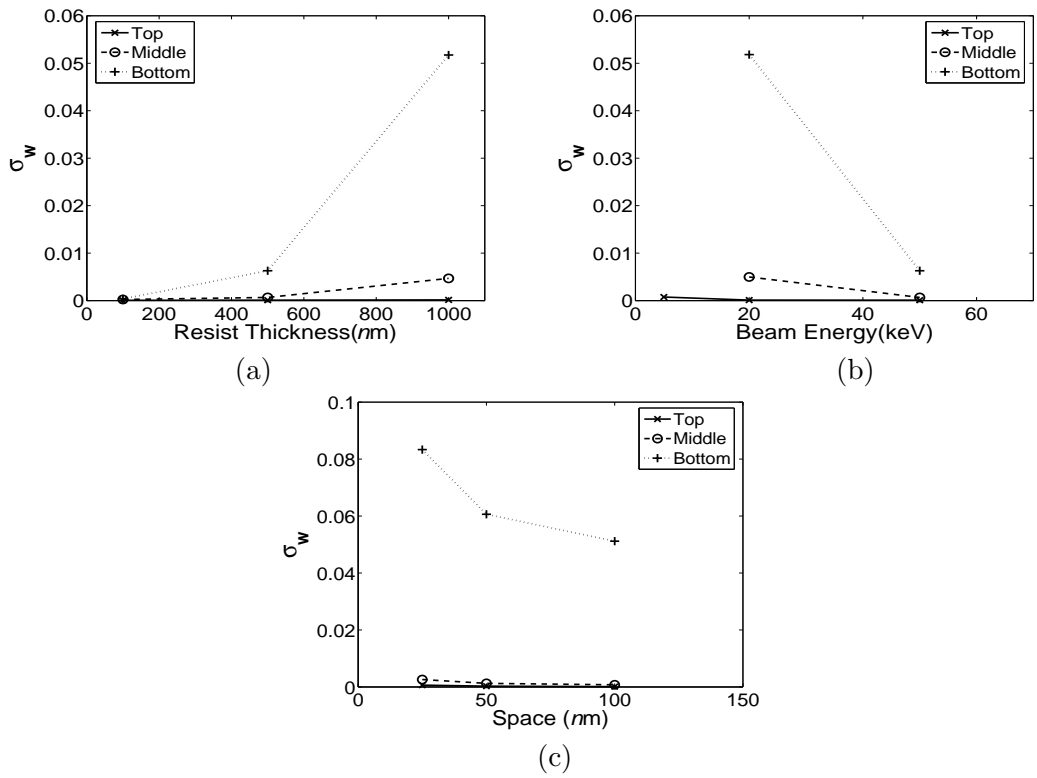 0.06
0.05
0.04
0.03
0.02
0.01
0
σw
Top
Middle
Bottom
0 200 400 600 800 1000
Resist Thickness(nm)
(a)
0.06
0.05
0.04
0.03
0.02
0.01
0
σw
Top
Middle
Bottom
0 20 40 60
Beam Energy(keV)
(b)
0.1
0.08
0.06
0.04
0.02
0
σw
Top
Middle
Bottom
0 50 100 150
Space (nm)
(c)